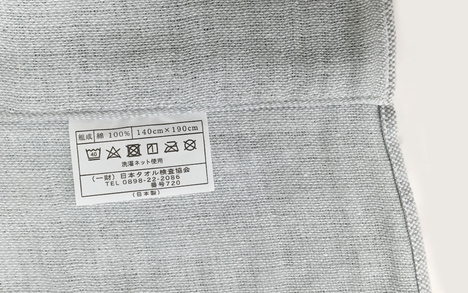 組成 綿 100% 140cm×190cm
40
洗濯ネット使用
(一財)日本タオル検査協会
TEL 0898-22-2086
番号720
(日本製)